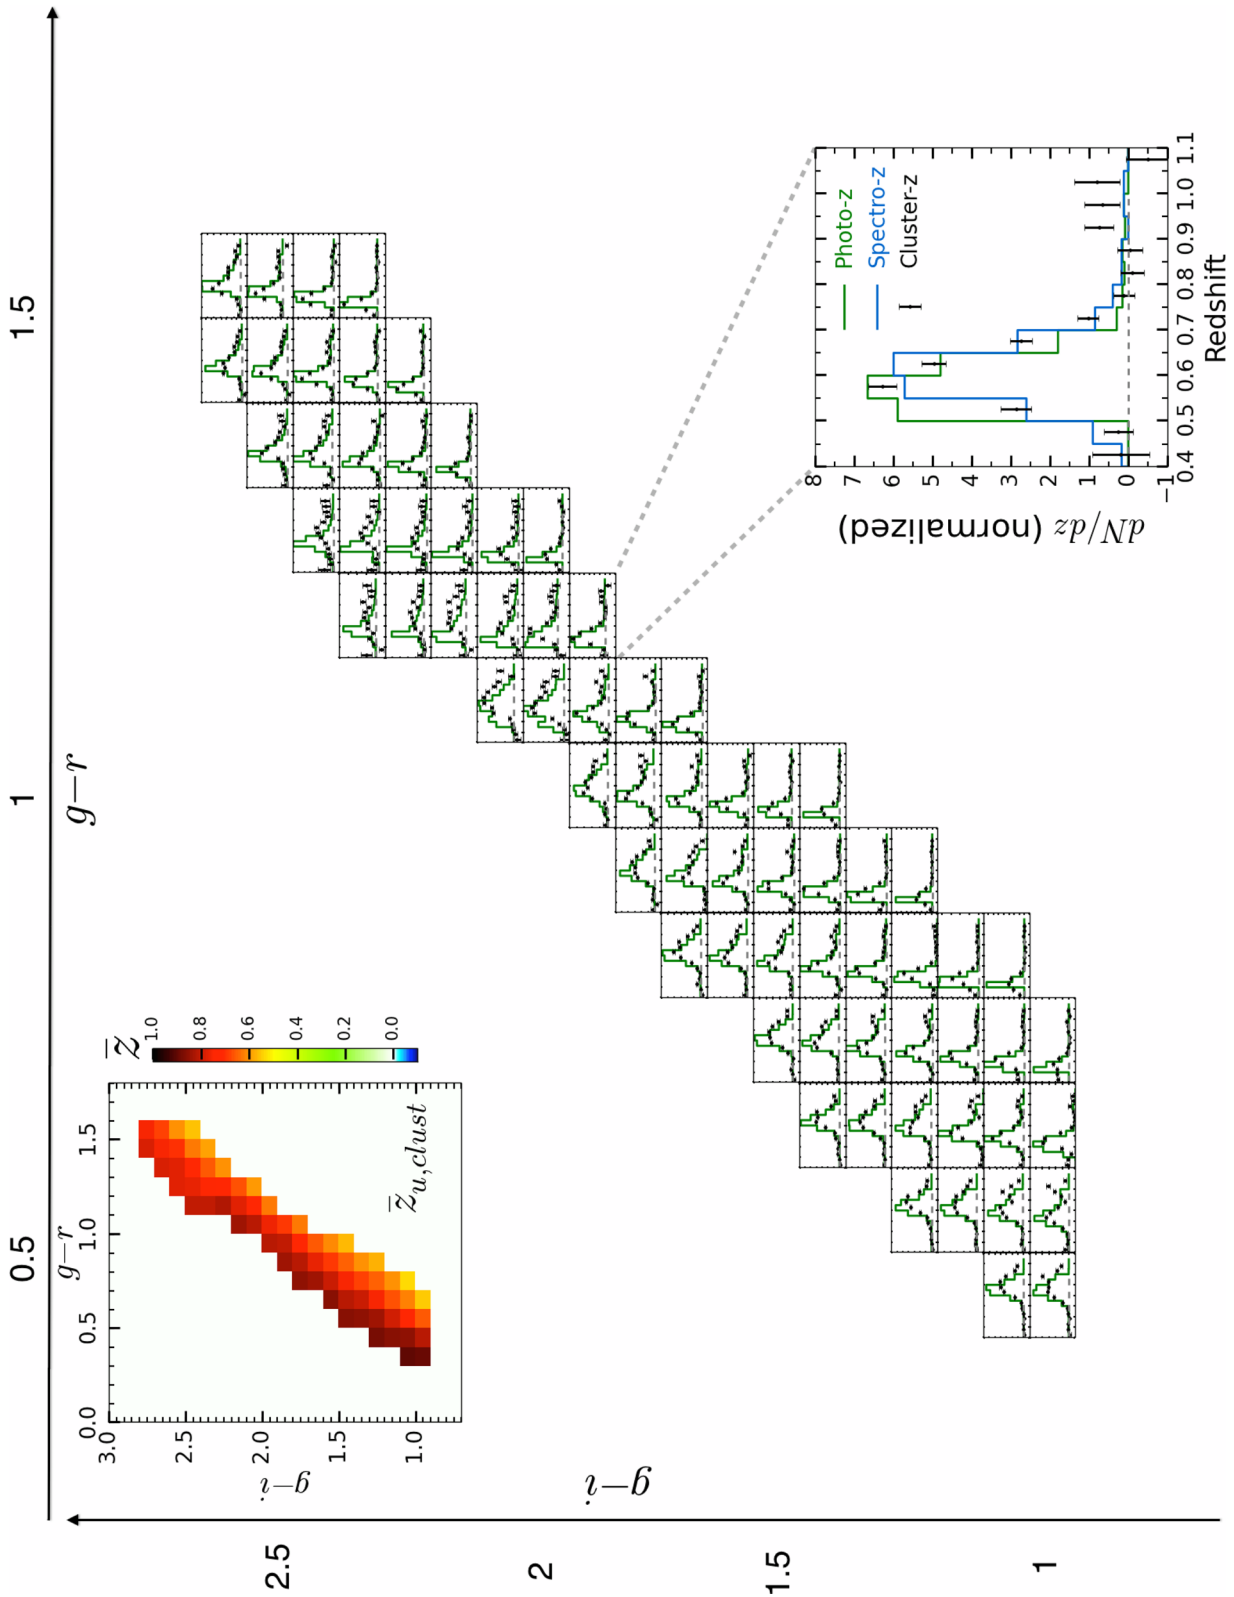 0.5
1
1.5
g−r
g−i
2.5
2
1.5
1
g−r
0.0
0.5
1.0
1.5
g−i
3.0
2.5
2.0
1.5
1.0
z̅
1.0
0.8
0.6
0.4
0.2
0.0
z̅u,clust
dN/dz (normalized)
8
7
6
5
4
3
2
1
0
−1
Photo-z
Spectro-z
Cluster-z
0.4 0.5 0.6 0.7 0.8 0.9 1.0 1.1
Redshift